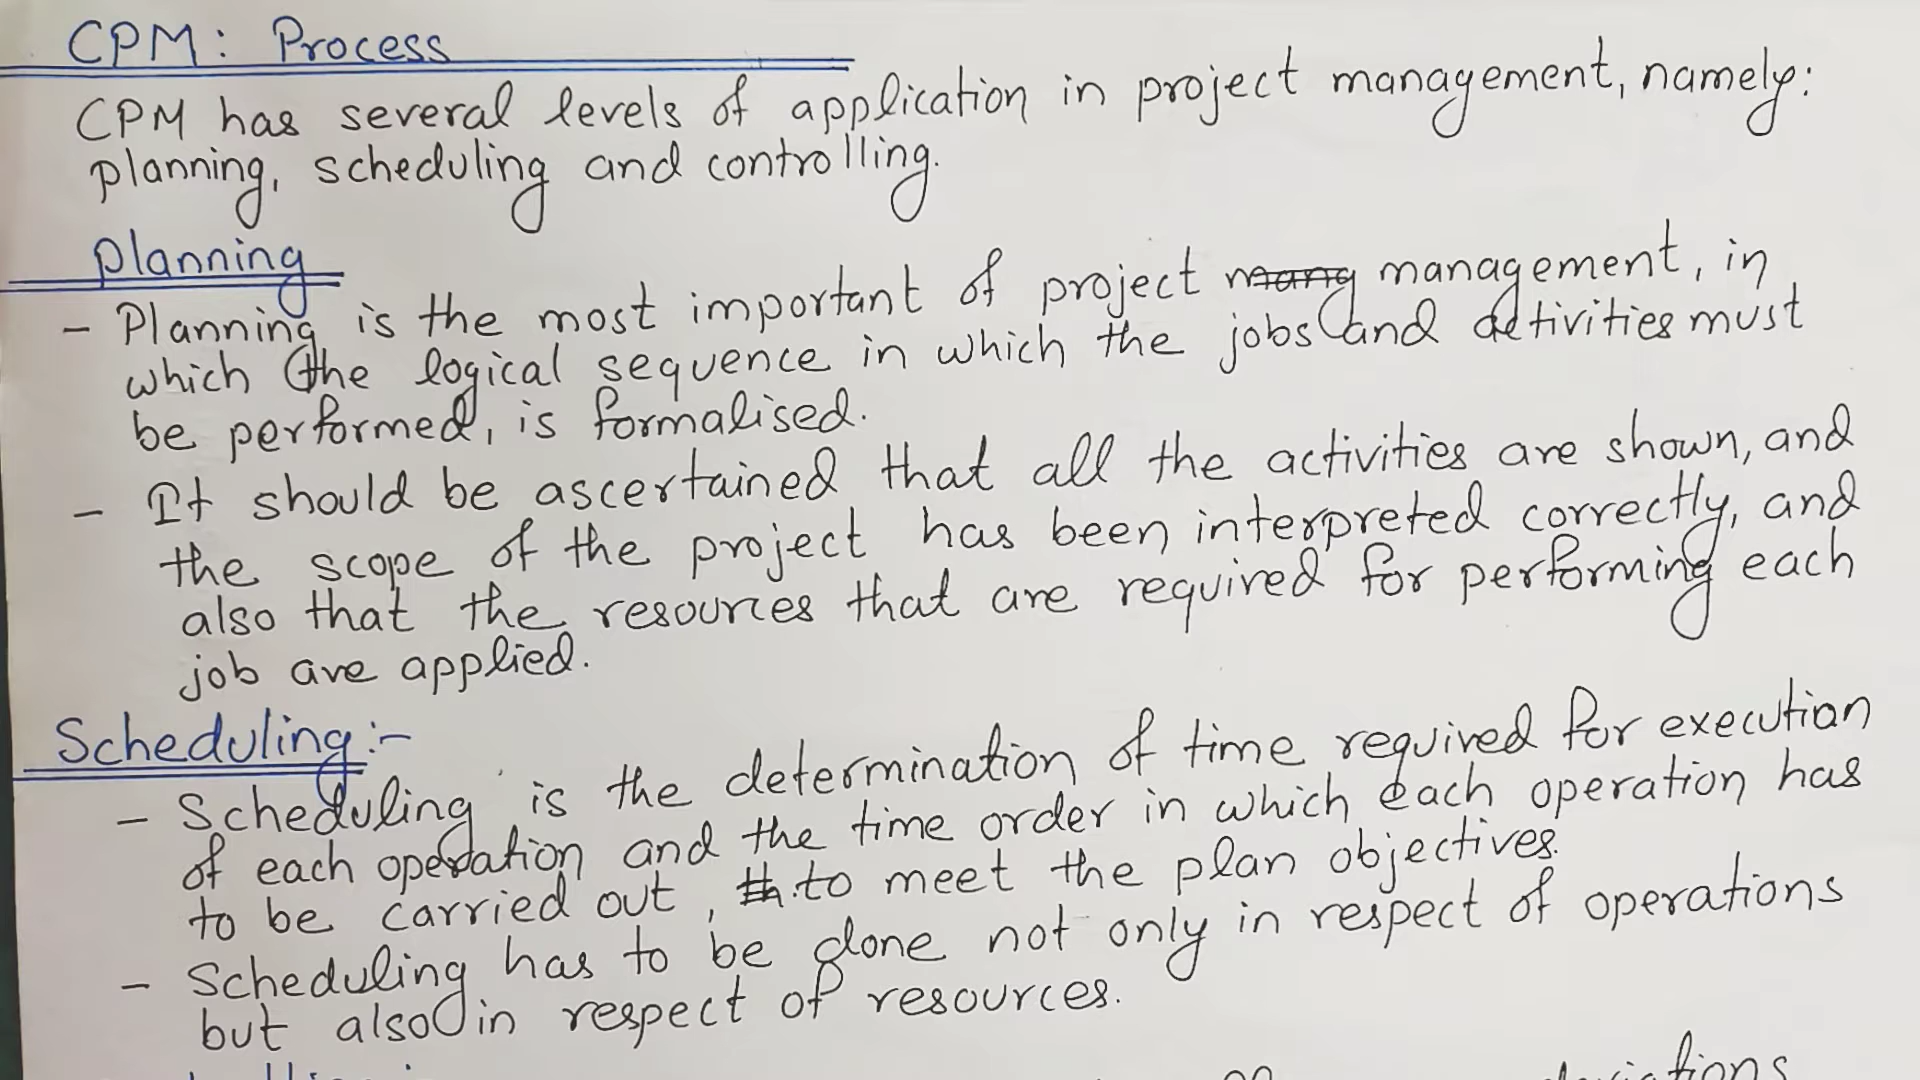 CPM: Process
CPM has several levels of application in project management, namely:
planning, scheduling and controlling.
planning
- Planning is the most important of project management, in
which the logical sequence in which the jobs and activities must
be performed, is formalised.
- It should be ascertained that all the activities are shown, and
the scope of the project has been interpreted correctly, and
also that the resources that are required for performing each
job are applied.
Scheduling:-
- Scheduling is the determination of time required for execution
of each operation and the time order in which each operation has
to be carried out, to meet the plan objectives.
- Scheduling has to be done not only in respect of operations
but also in respect of resources.
deviations